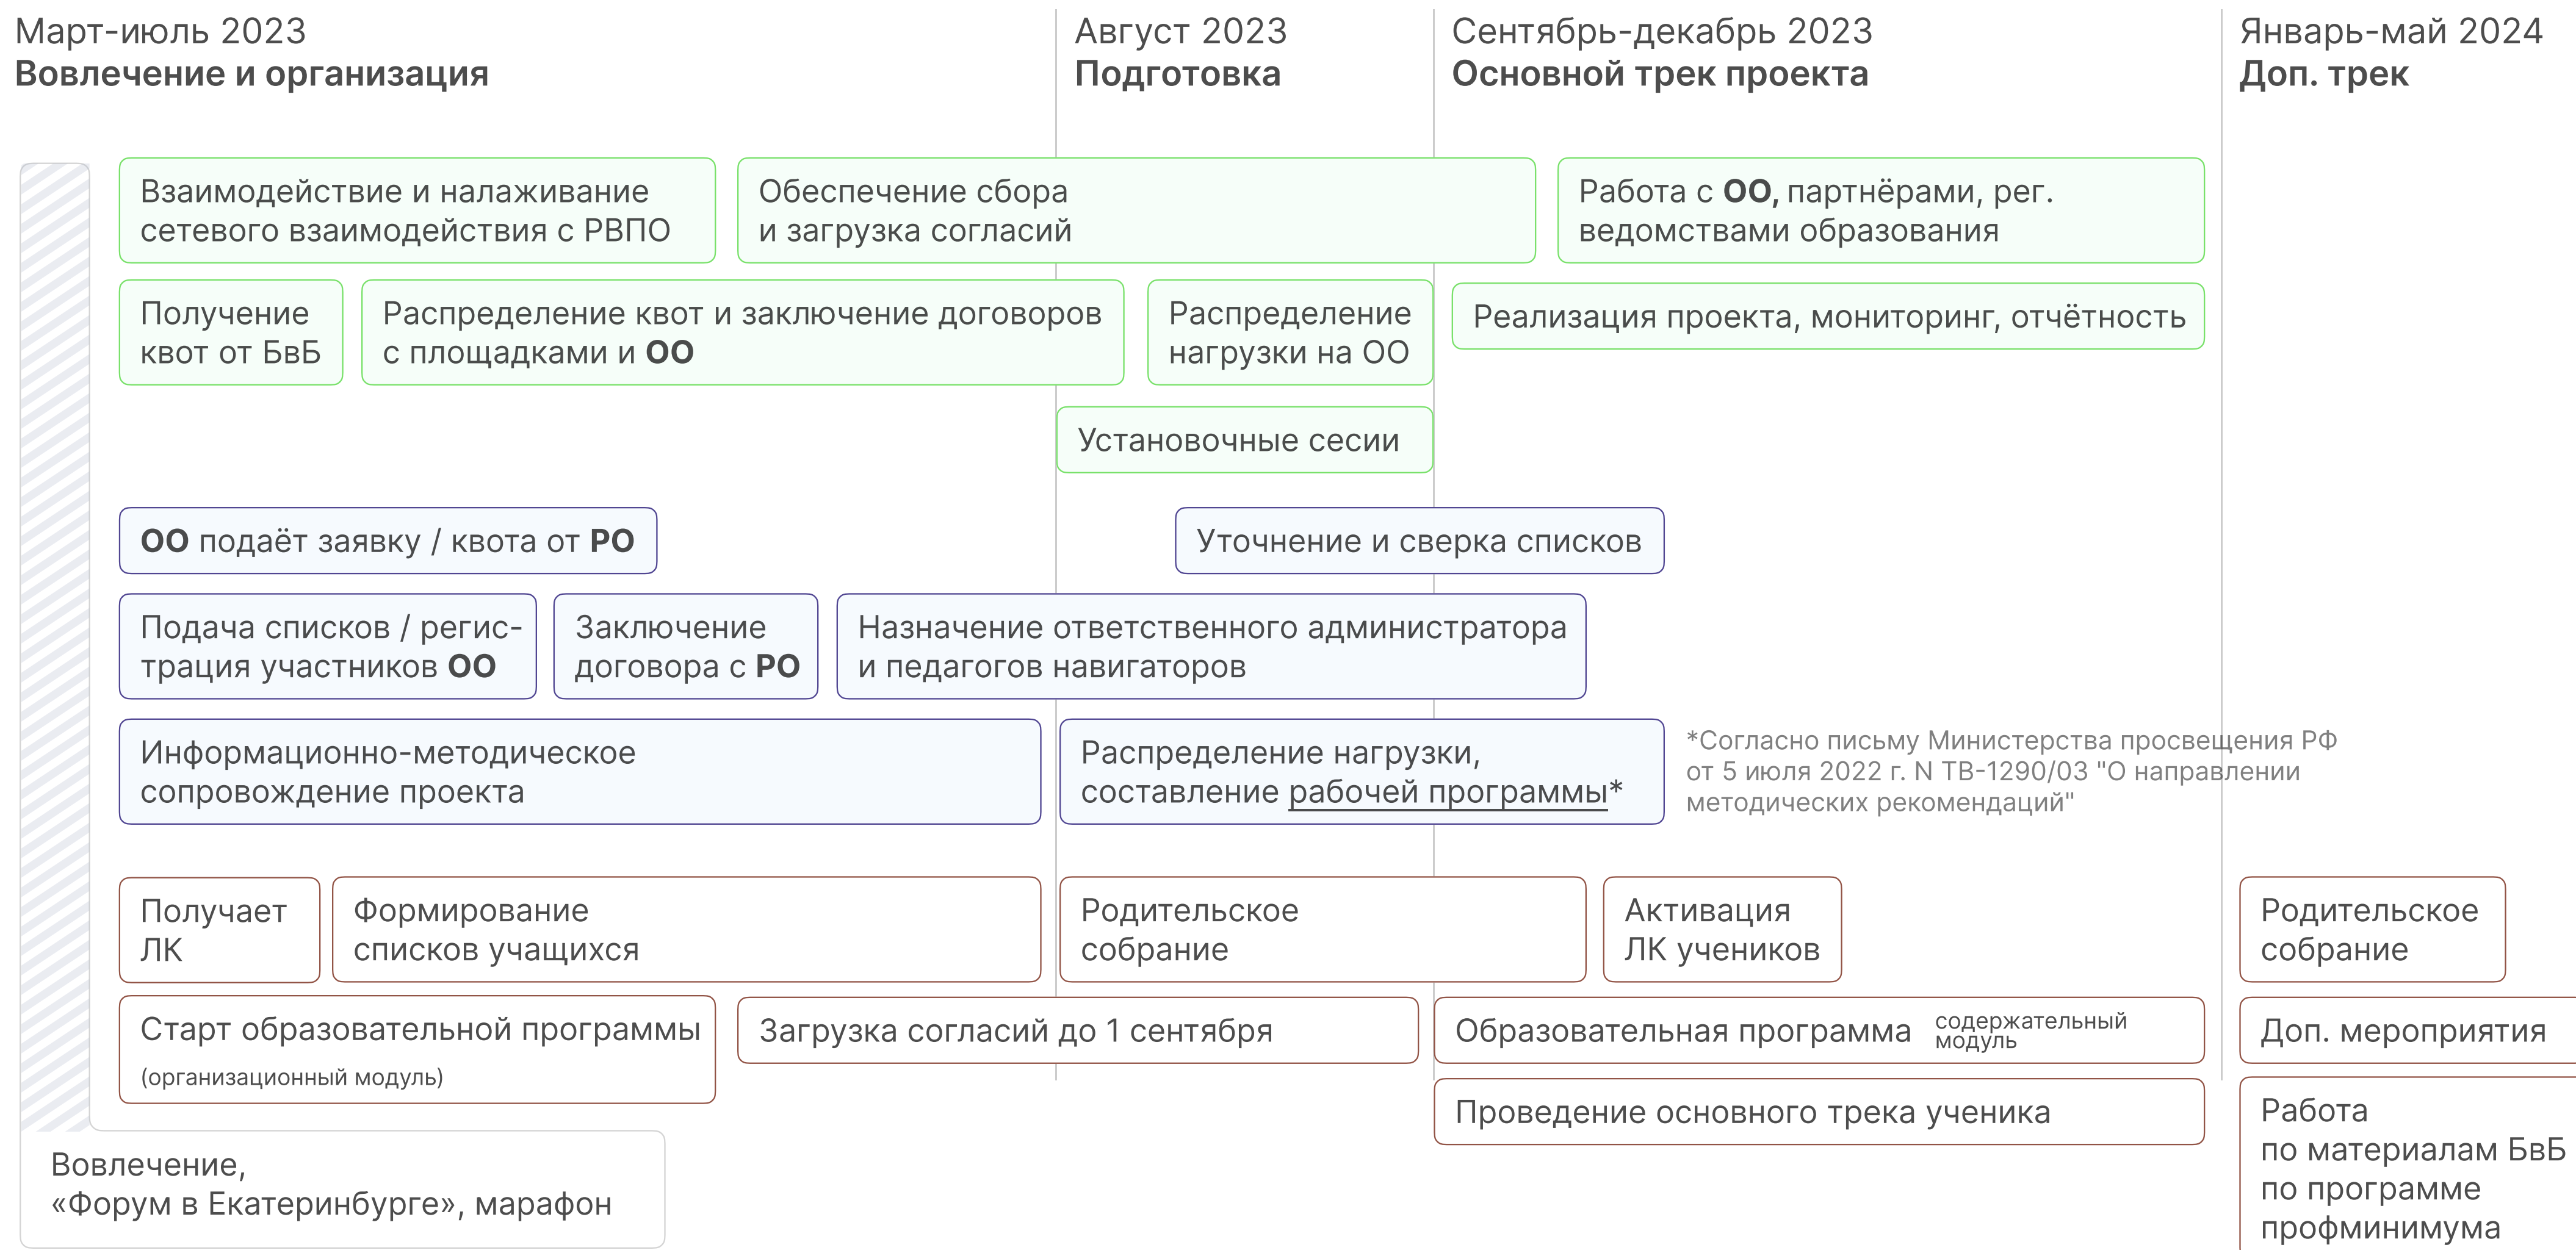 Март-июль 2023
Вовлечение и организация
Август 2023
Подготовка
Сентябрь-декабрь 2023
Основной трек проекта
Январь-май 2024
Доп. трек
Взаимодействие и налаживание
сетевого взаимодействия с РВПО
Обеспечение сбора
и загрузка согласий
Работа с ОО, партнёрами, рег.
ведомствами образования
Получение
квот от БвБ
Распределение квот и заключение договоров
с площадками и ОО
Распределение
нагрузки на ОО
Реализация проекта, мониторинг, отчётность
Установочные сесии
ОО подаёт заявку / квота от РО
Уточнение и сверка списков
Подача списков / регис-
трация участников ОО
Заключение
договора с РО
Назначение ответственного администратора
и педагогов навигаторов
Информационно-методическое
сопровождение проекта
Распределение нагрузки,
составление рабочей программы*
*Согласно письму Министерства просвещения РФ
от 5 июля 2022 г. N ТВ-1290/03 "О направлении
методических рекомендаций"
Получает
ЛК
Формирование
списков учащихся
Родительское
собрание
Активация
ЛК учеников
Родительское
собрание
Старт образовательной программы
(организационный модуль)
Загрузка согласий до 1 сентября
Образовательная программа
содержательный
модуль
Доп. мероприятия
Проведение основного трека ученика
Работа
по материалам БвБ
по программе
профминимума
Вовлечение,
«Форум в Екатеринбурге», марафон